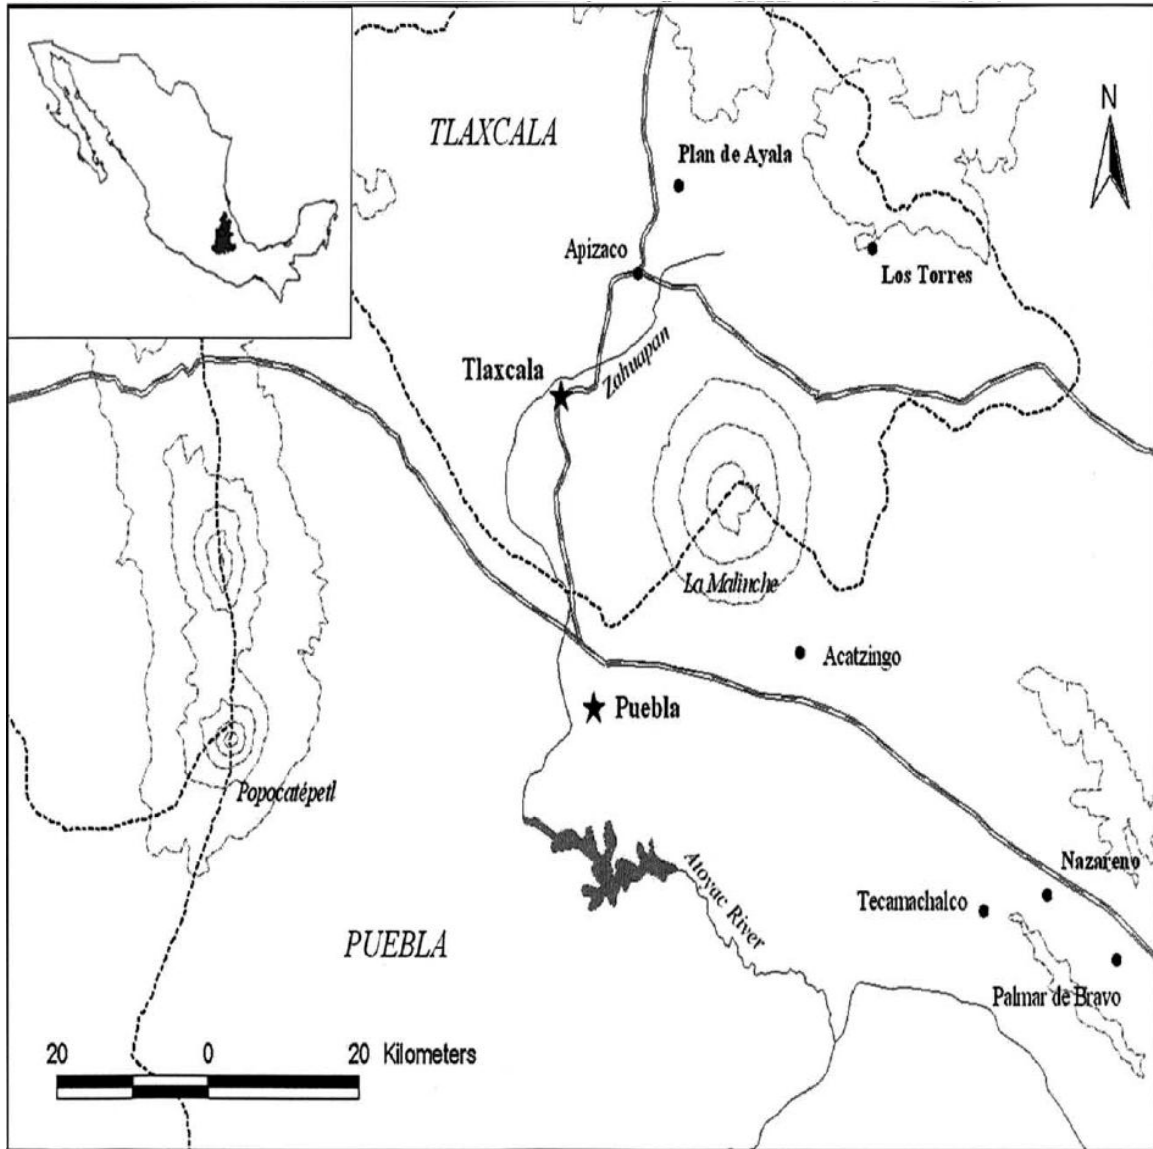 N
TLAXCALA
Plan de Ayala
Apizaco
Los Torres
Zahuapan
Tlaxcala
La Malinche
Acatzingo
Puebla
Popocatépetl
Nazareno
Atoyac River
Tecamachalco
PUEBLA
Palmar de Bravo
20 0 20 Kilometers